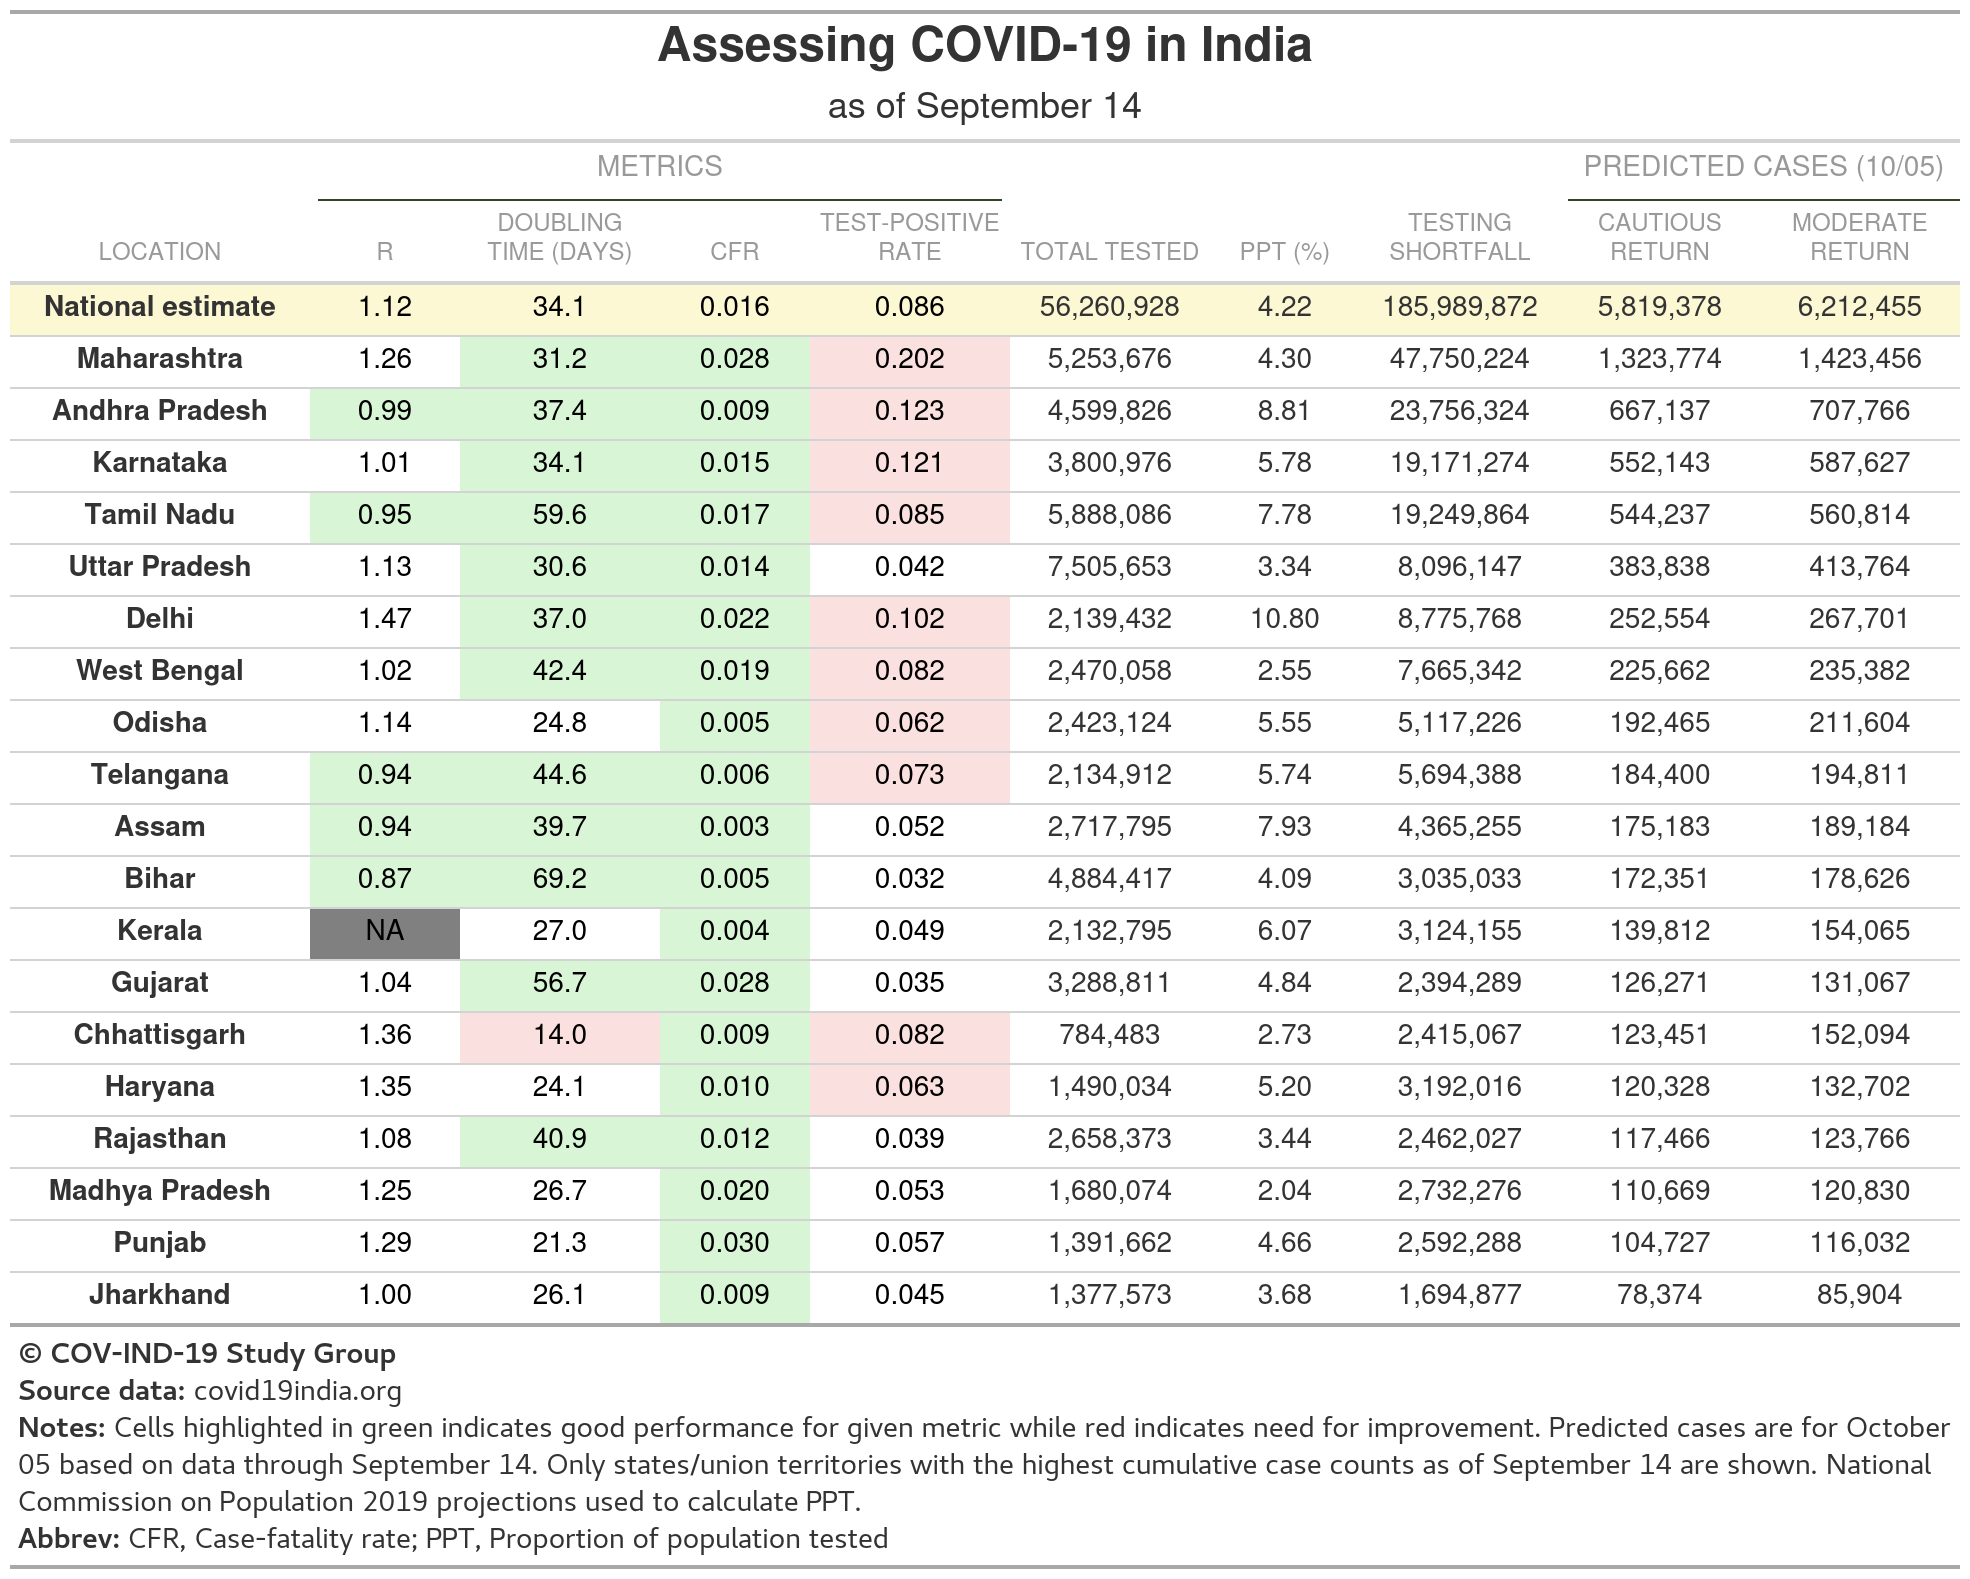 Assessing COVID-19 in India
as of September 14
METRICS PREDICTED CASES (10/05)
LOCATION R DOUBLING TIME (DAYS) CFR TEST-POSITIVE RATE TOTAL TESTED PPT (%) TESTING SHORTFALL CAUTIOUS RETURN MODERATE RETURN
National estimate 1.12 34.1 0.016 0.086 56,260,928 4.22 185,989,872 5,819,378 6,212,455
Maharashtra 1.26 31.2 0.028 0.202 5,253,676 4.30 47,750,224 1,323,774 1,423,456
Andhra Pradesh 0.99 37.4 0.009 0.123 4,599,826 8.81 23,756,324 667,137 707,766
Karnataka 1.01 34.1 0.015 0.121 3,800,976 5.78 19,171,274 552,143 587,627
Tamil Nadu 0.95 59.6 0.017 0.085 5,888,086 7.78 19,249,864 544,237 560,814
Uttar Pradesh 1.13 30.6 0.014 0.042 7,505,653 3.34 8,096,147 383,838 413,764
Delhi 1.47 37.0 0.022 0.102 2,139,432 10.80 8,775,768 252,554 267,701
West Bengal 1.02 42.4 0.019 0.082 2,470,058 2.55 7,665,342 225,662 235,382
Odisha 1.14 24.8 0.005 0.062 2,423,124 5.55 5,117,226 192,465 211,604
Telangana 0.94 44.6 0.006 0.073 2,134,912 5.74 5,694,388 184,400 194,811
Assam 0.94 39.7 0.003 0.052 2,717,795 7.93 4,365,255 175,183 189,184
Bihar 0.87 69.2 0.005 0.032 4,884,417 4.09 3,035,033 172,351 178,626
Kerala NA 27.0 0.004 0.049 2,132,795 6.07 3,124,155 139,812 154,065
Gujarat 1.04 56.7 0.028 0.035 3,288,811 4.84 2,394,289 126,271 131,067
Chhattisgarh 1.36 14.0 0.009 0.082 784,483 2.73 2,415,067 123,451 152,094
Haryana 1.35 24.1 0.010 0.063 1,490,034 5.20 3,192,016 120,328 132,702
Rajasthan 1.08 40.9 0.012 0.039 2,658,373 3.44 2,462,027 117,466 123,766
Madhya Pradesh 1.25 26.7 0.020 0.053 1,680,074 2.04 2,732,276 110,669 120,830
Punjab 1.29 21.3 0.030 0.057 1,391,662 4.66 2,592,288 104,727 116,032
Jharkhand 1.00 26.1 0.009 0.045 1,377,573 3.68 1,694,877 78,374 85,904
© COV-IND-19 Study Group
Source data: covid19india.org
Notes: Cells highlighted in green indicates good performance for given metric while red indicates need for improvement. Predicted cases are for October
05 based on data through September 14. Only states/union territories with the highest cumulative case counts as of September 14 are shown. National
Commission on Population 2019 projections used to calculate PPT.
Abbrev: CFR, Case-fatality rate; PPT, Proportion of population tested